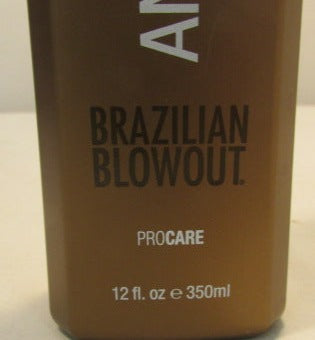 BRAZILIAN
BLOWOUT.
PROCARE
12 fl. oz e 350ml